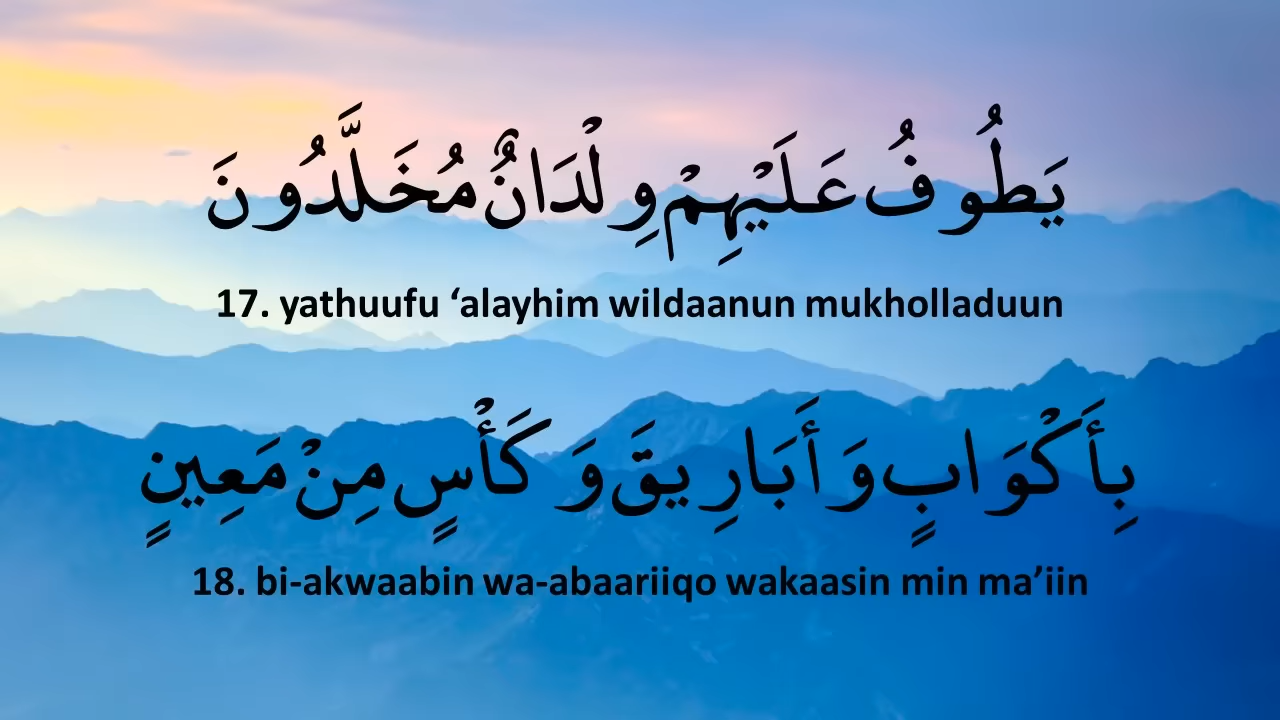 يَطُوفُ عَلَيْهِمْ وِلْدَانٌ مُخَلَّدُونَ
17. yathuufu ‘alayhim wildaanun mukholladuun
بِأَكْوَابٍ وَأَبَارِيقَ وَكَأْسٍ مِنْ مَعِينٍ
18. bi-akwaabin wa-abaariiqo wakaasin min ma’iin